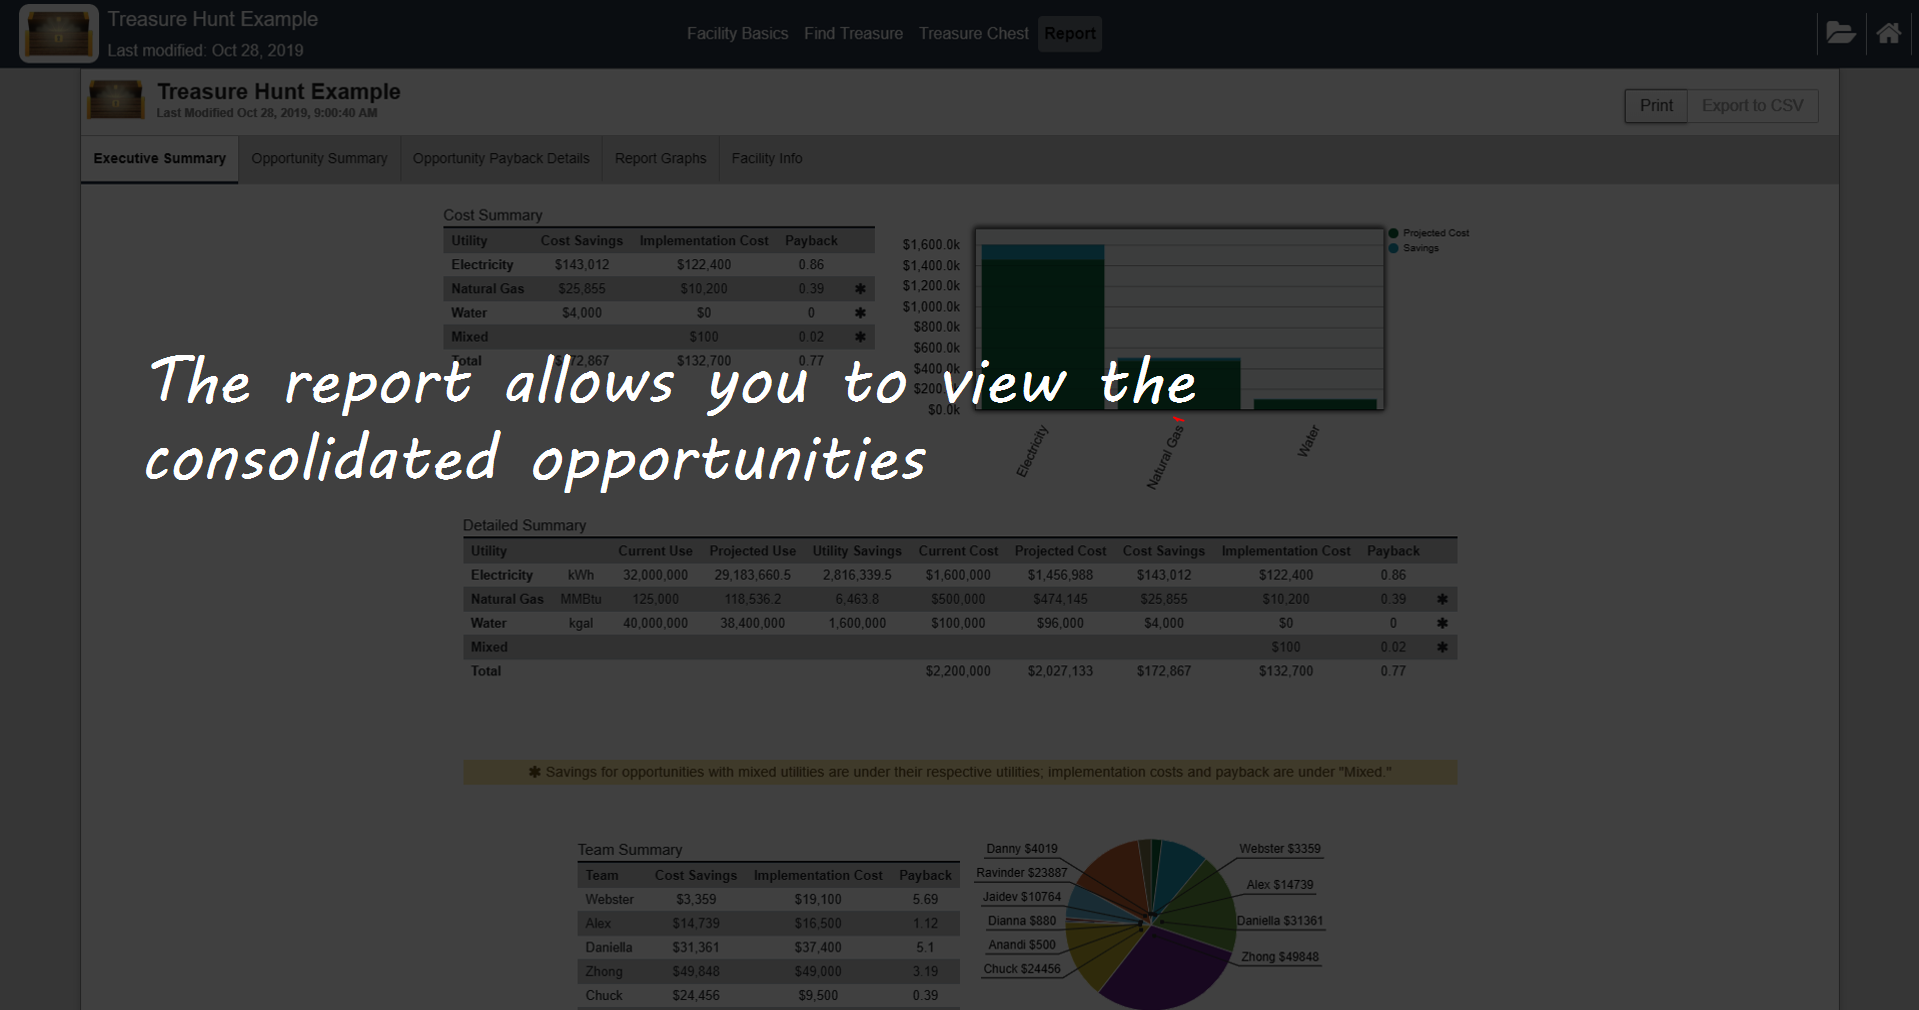 Treasure Hunt Example
Last modified: Oct 28, 2019
Facility Basics Find Treasure Treasure Chest Report
Treasure Hunt Example
Last Modified Oct 28, 2019, 9:00:40 AM
Print Export to CSV
Executive Summary Opportunity Summary Opportunity Payback Details Report Graphs Facility Info
Cost Summary
Utility Cost Savings Implementation Cost Payback
Electricity $143,012 $122,400 0.86
Natural Gas $25,855 $10,200 0.39 ✱
Water $4,000 $0 0 ✱
Mixed $100 0.02 ✱
Total $172,867 $132,700 0.77
$1,600.0k
$1,400.0k
$1,200.0k
$1,000.0k
$800.0k
$600.0k
$400.0k
$0.0k
Electricity
Natural Gas
Water
Projected Cost
Savings
The report allows you to view the
consolidated opportunities
Detailed Summary
Utility Current Use Projected Use Utility Savings Current Cost Projected Cost Cost Savings Implementation Cost Payback
Electricity kWh 32,000,000 29,183,660.5 2,816,339.5 $1,600,000 $1,456,988 $143,012 $122,400 0.86
Natural Gas MMBtu 125,000 118,536.2 6,463.8 $500,000 $474,145 $25,855 $10,200 0.39 ✱
Water kgal 40,000,000 38,400,000 1,600,000 $100,000 $96,000 $4,000 $0 0 ✱
Mixed $100 0.02 ✱
Total $2,200,000 $2,027,133 $172,867 $132,700 0.77
✱ Savings for opportunities with mixed utilities are under their respective utilities; implementation costs and payback are under "Mixed."
Team Summary
Team Cost Savings Implementation Cost Payback
Webster $3,359 $19,100 5.69
Alex $14,739 $16,500 1.12
Daniella $31,361 $37,400 5.1
Zhong $49,848 $49,000 3.19
Chuck $24,456 $9,500 0.39
Danny $4019
Ravinder $23887
Jaidev $10764
Dianna $880
Anandi $500
Chuck $24456
Webster $3359
Alex $14739
Daniella $31361
Zhong $49848